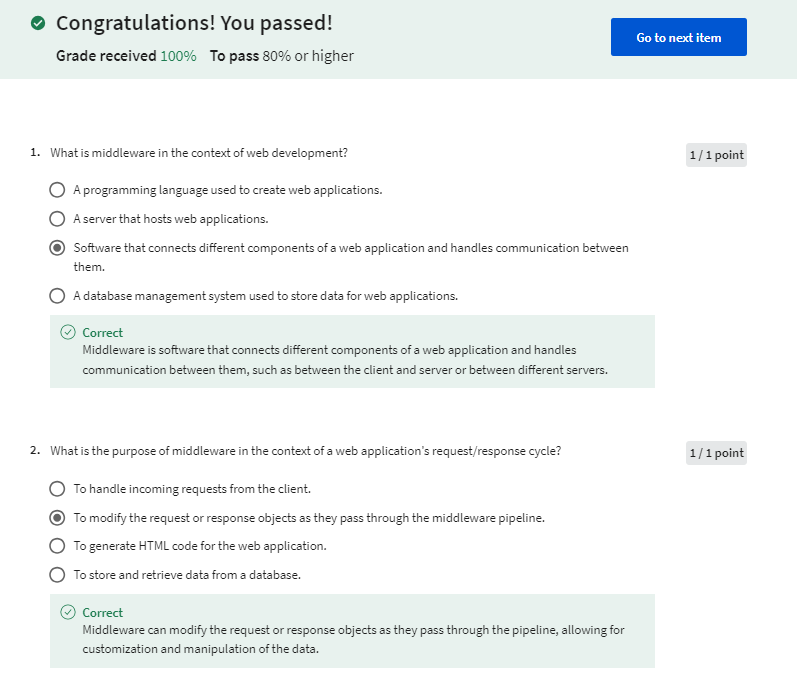 Congratulations! You passed!
Grade received 100% To pass 80% or higher
Go to next item
1. What is middleware in the context of web development?
1 / 1 point
A programming language used to create web applications.
A server that hosts web applications.
Software that connects different components of a web application and handles communication between
them.
A database management system used to store data for web applications.
Correct
Middleware is software that connects different components of a web application and handles
communication between them, such as between the client and server or between different servers.
2. What is the purpose of middleware in the context of a web application's request/response cycle?
1 / 1 point
To handle incoming requests from the client.
To modify the request or response objects as they pass through the middleware pipeline.
To generate HTML code for the web application.
To store and retrieve data from a database.
Correct
Middleware can modify the request or response objects as they pass through the pipeline, allowing for
customization and manipulation of the data.